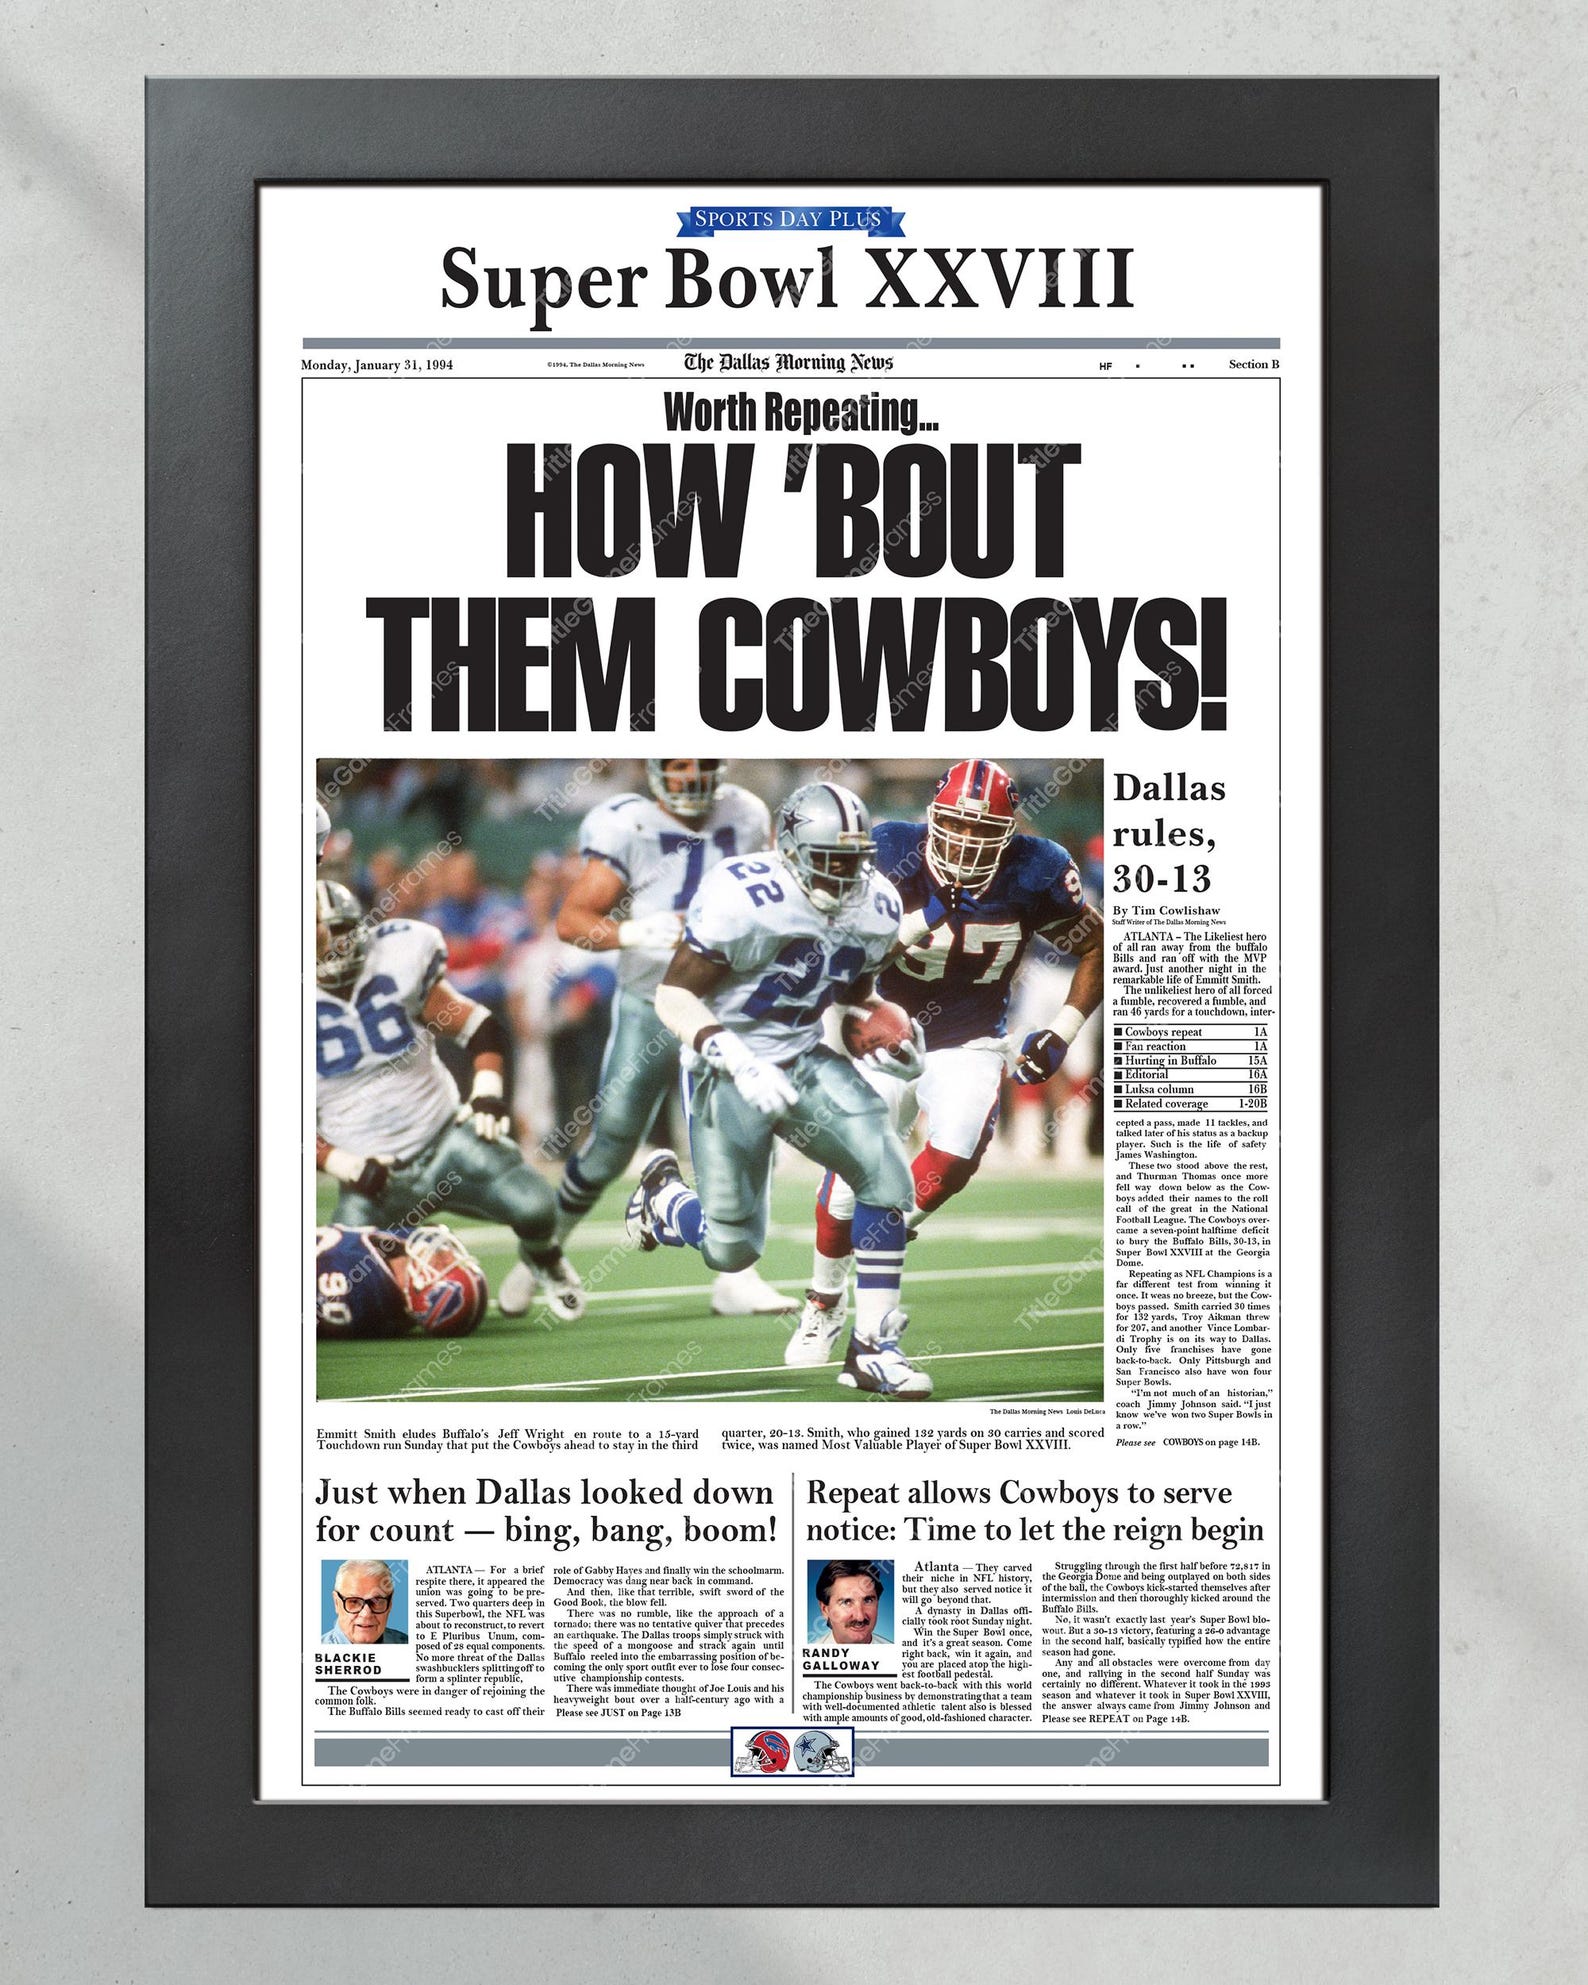 SPORTS DAY PLUS
Super Bowl XXVIII
Monday, January 31, 1994
©1994, The Dallas Morning News
The Dallas Morning News
HF
Section B
Worth Repeating...
HOW 'BOUT
THEM COWBOYS!
71
22
22
2
97
9
66
90
Dallas
rules,
30-13
By Tim Cowlishaw
Staff Writer of The Dallas Morning News
ATLANTA – The Likeliest hero
of all ran away from the buffalo
Bills and ran off with the MVP
award. Just another night in the
remarkable life of Emmitt Smith.
The unlikeliest hero of all forced
a fumble, recovered a fumble, and
ran 46 yards for a touchdown, inter-
■ Cowboys repeat 1A
■ Fan reaction 1A
■ Hurting in Buffalo 15A
■ Editorial 16A
■ Luksa column 16B
■ Related coverage 1-20B
cepted a pass, made 11 tackles, and
talked later of his status as a backup
player. Such is the life of safety
James Washington.
These two stood above the rest,
and Thurman Thomas once more
fell way down below as the Cow-
boys added their names to the roll
call of the great in the National
Football League. The Cowboys over-
came a seven-point halftime deficit
to bury the Buffalo Bills, 30-13, in
Super Bowl XXVIII at the Georgia
Dome.
Repeating as NFL Champions is a
far different test from winning it
once. It weas no breeze, but the Cow-
boys passed. Smith carried 30 times
for 132 yards, Troy Aikman threw
for 207, and another Vince Lombar-
di Trophy is on its way to Dallas.
Only five franchises have gone
back-to-back. Only Pittsburgh and
San Francisco also have won four
Super Bowls.
"I'm not much of an historian,"
coach Jimmy Johnson said. "I just
know we've won two Super Bowls in
a row."
Please see COWBOYS on page 14B.
The Dallas Morning News Louis DeLuca
Emmitt Smith eludes Buffalo's Jeff Wright en route to a 15-yard
Touchdown run Sunday that put the Cowboys ahead to stay in the third
quarter, 20-13. Smith, who gained 132 yards on 30 carries and scored
twice, was named Most Valuable Player of Super Bowl XXVIII.
Just when Dallas looked down
for count — bing, bang, boom!
BLACKIE
SHERROD
ATLANTA — For a brief
respite there, it appeared the
union was going to be pre-
served. Two quarters deep in
this Superbowl, the NFL was
about to reconstruct, to revert
to E Pluribus Unum, com-
posed of 28 equal components.
No more threat of the Dallas
swashbucklers splitting off to
form a splinter republic,
The Cowboys were in danger of rejoining the
common folk.
The Buffalo Bills seemed ready to cast off their
role of Gabby Hayes and finally win the schoolmarm.
Democracy was dang near back in command.
And then, like that terrible, swift sword of the
Good Book, the blow fell.
There was no rumble, like the approach of a
tornado; there was no tentative quiver that precedes
an earthquake. The Dallas troops simply struck with
the speed of a mongoose and strack again until
Buffalo reeled into the embarrassing position of be-
coming the only sport outfit ever to lose four consec-
utive championship contests.
There was immediate thought of Joe Louis and his
heavyweight bout over a half-century ago with a
Please see JUST on Page 13B
Repeat allows Cowboys to serve
notice: Time to let the reign begin
RANDY
GALLOWAY
Atlanta — They carved
their niche in NFL history,
but they also served notice it
will go beyond that.
A dynasty in Dallas offi-
cially took root Sunday night.
Win the Super Bowl once,
and it's a great season. Come
right back, win it again, and
you are placed atop the high-
est football pedestal.
The Cowboys went back-to-back with this world
championship business by demonstrating that a team
with well-documented athletic talent also is blessed
with ample amounts of good, old-fashioned character.
Struggling through the first half before 72,817 in
the Georgia Dome and being outplayed on both sides
of the ball, the Cowboys kick-started themselves after
intermission and then thoroughly kicked around the
Buffalo Bills.
No, it wasn't exactly last year's Super Bowl blo-
wout. But a 30-13 victory, featuring a 26-0 advantage
in the second half, basically typified how the entire
season had gone.
Any and all obstacles were overcome from day
one, and rallying in the second half Sunday was
certainly no different. Whatever it took in the 1993
season and whatever it took in Super Bowl XXVIII,
the answer always came from Jimmy Johnson and
Please see REPEAT on Page 14B.
TitleGameFrames